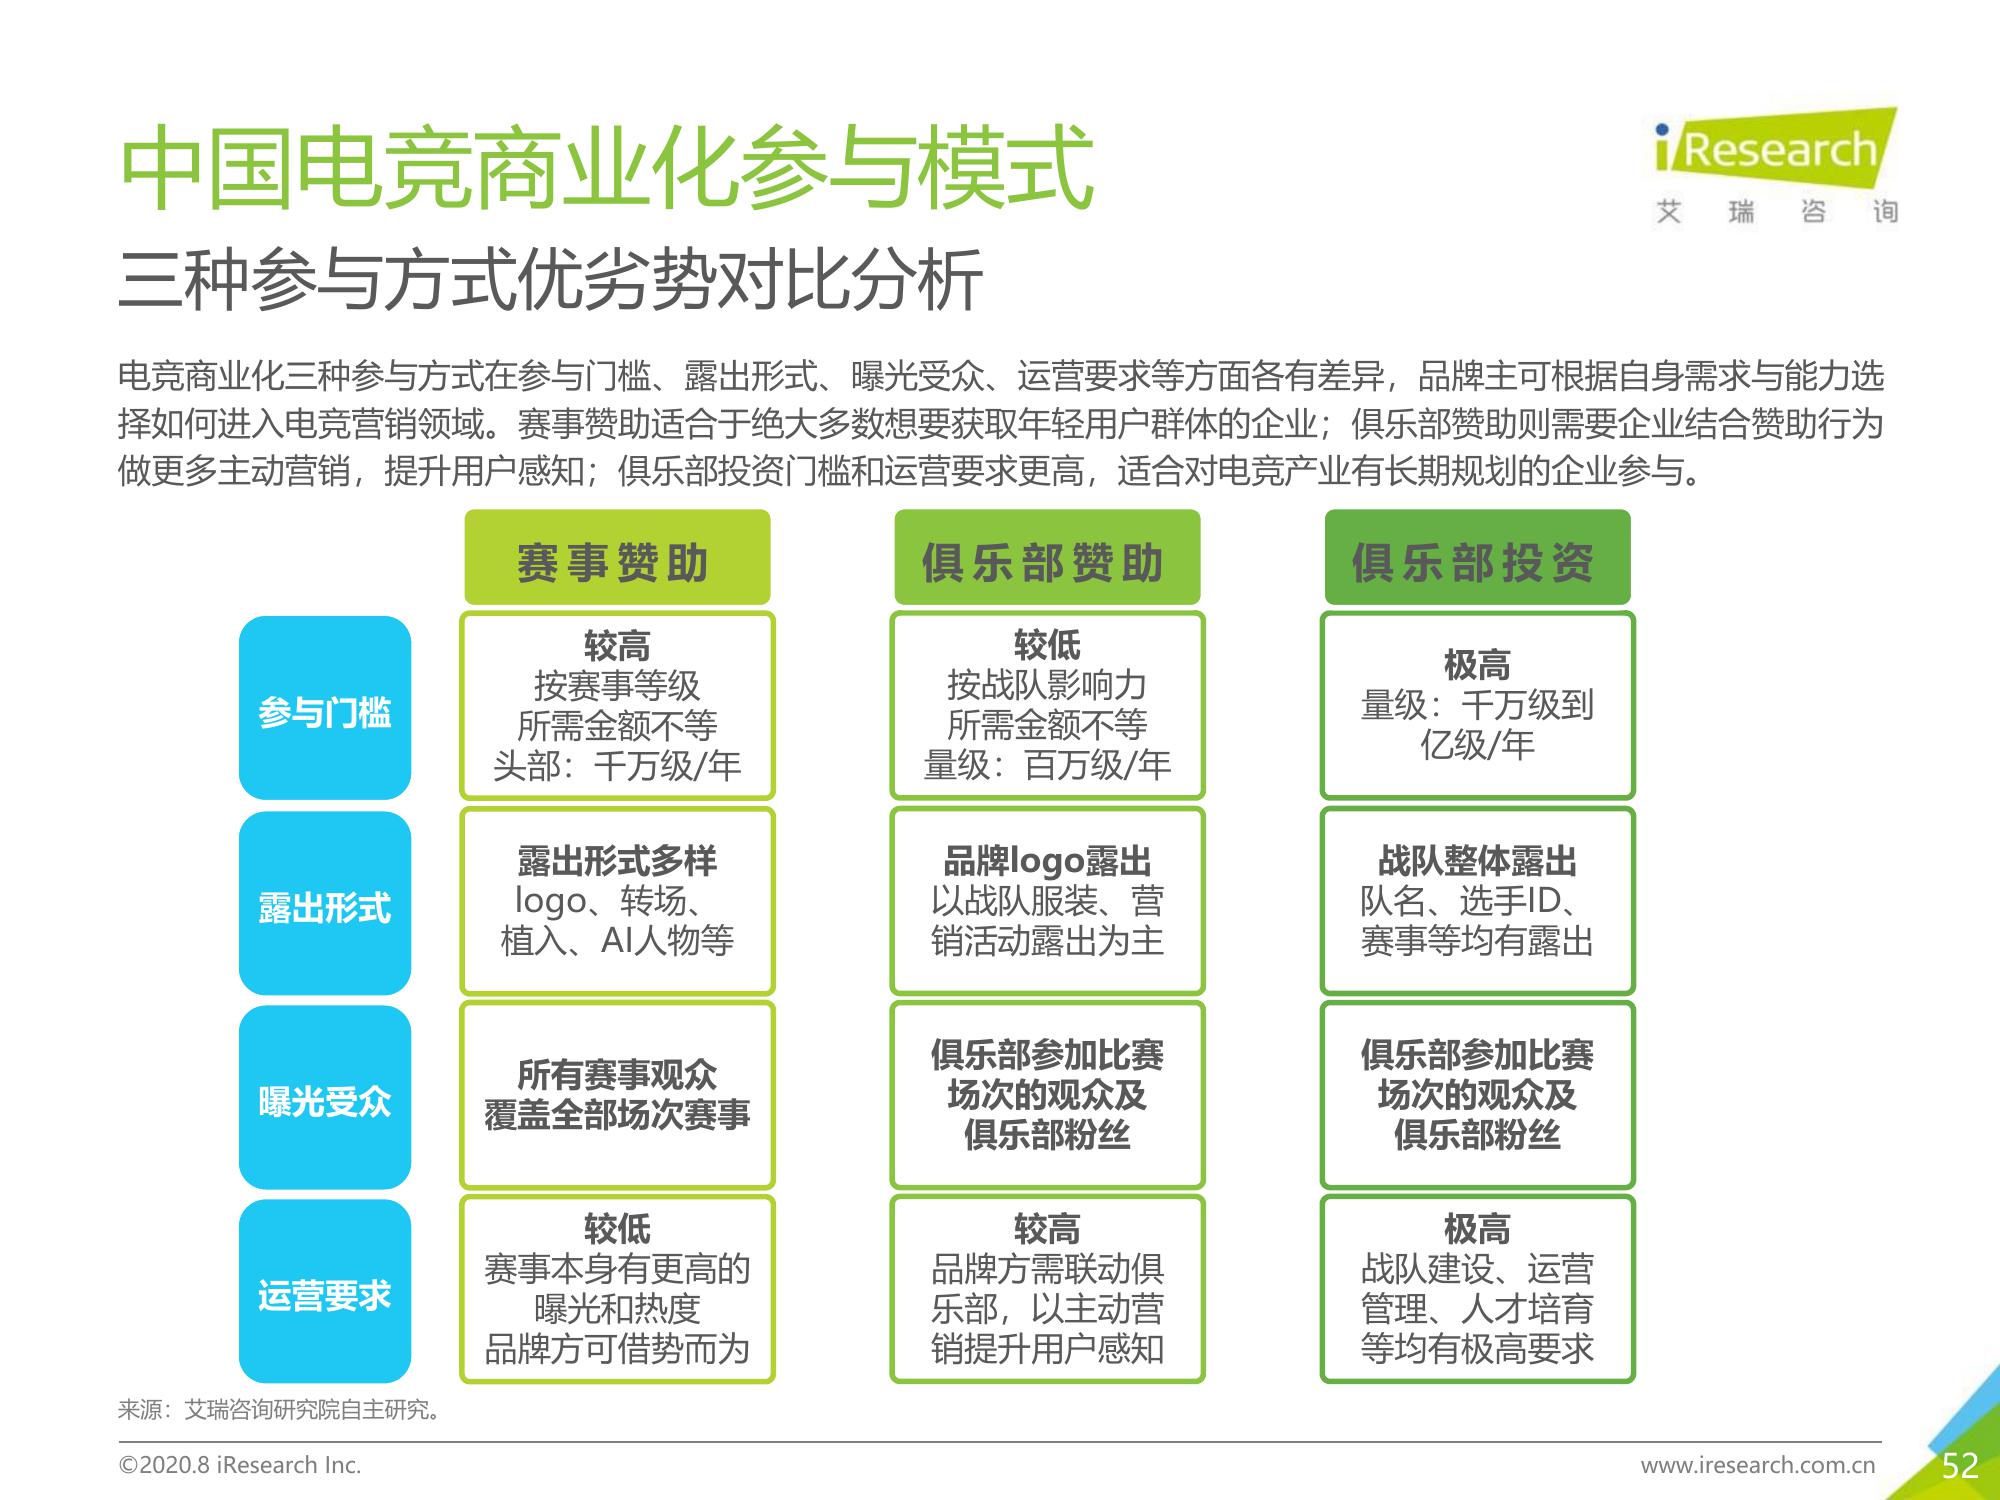 中国电竞商业化参与模式
iResearch
艾瑞咨询
三种参与方式优劣势对比分析
电竞商业化三种参与方式在参与门槛、露出形式、曝光受众、运营要求等方面各有差异，品牌主可根据自身需求与能力选
择如何进入电竞营销领域。赛事赞助适合于绝大多数想要获取年轻用户群体的企业；俱乐部赞助则需要企业结合赞助行为
做更多主动营销，提升用户感知；俱乐部投资门槛和运营要求更高，适合对电竞产业有长期规划的企业参与。
赛事赞助
俱乐部赞助
俱乐部投资
参与门槛
较高
按赛事等级
所需金额不等
头部：千万级/年
较低
按战队影响力
所需金额不等
量级：百万级/年
极高
量级：千万级到
亿级/年
露出形式
露出形式多样
logo、转场、
植入、AI人物等
品牌logo露出
以战队服装、营
销活动露出为主
战队整体露出
队名、选手ID、
赛事等均有露出
曝光受众
所有赛事观众
覆盖全部场次赛事
俱乐部参加比赛
场次的观众及
俱乐部粉丝
俱乐部参加比赛
场次的观众及
俱乐部粉丝
运营要求
较低
赛事本身有更高的
曝光和热度
品牌方可借势而为
较高
品牌方需联动俱
乐部，以主动营
销提升用户感知
极高
战队建设、运营
管理、人才培育
等均有极高要求
来源：艾瑞咨询研究院自主研究。
©2020.8 iResearch Inc.
www.iresearch.com.cn
52